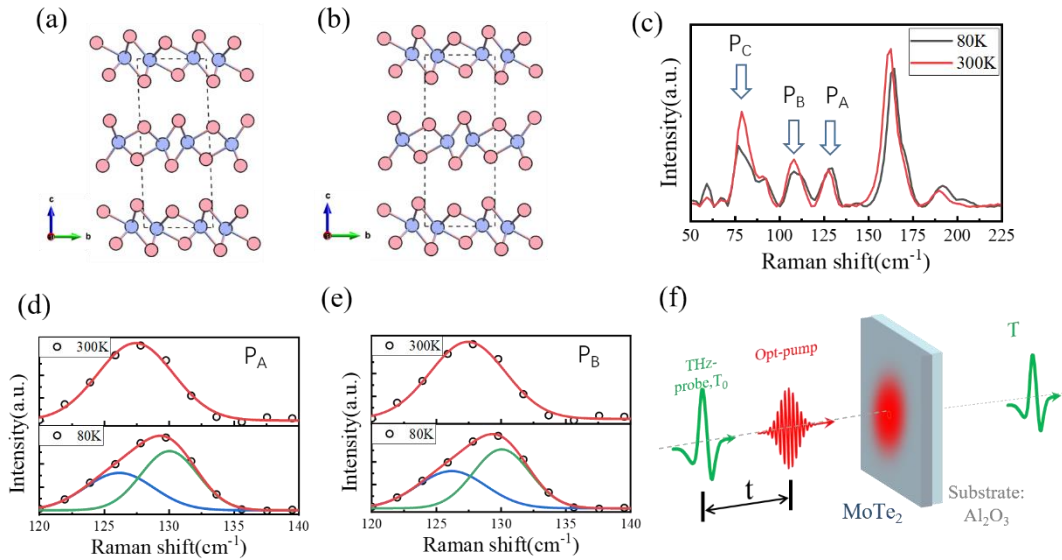 (a)
(b)
(c)
c
b
c
b
P_C
P_B
P_A
80K
300K
Intensity(a.u.)
50 75 100 125 150 175 200 225
Raman shift(cm⁻¹)
(d)
300K
P_A
80K
Intensity(a.u.)
120 125 130 135 140
Raman shift(cm⁻¹)
(e)
300K
P_B
80K
Intensity(a.u.)
120 125 130 135 140
Raman shift(cm⁻¹)
(f)
THz-
probe,T₀
Opt-pump
T
t
MoTe₂
Substrate:
Al₂O₃